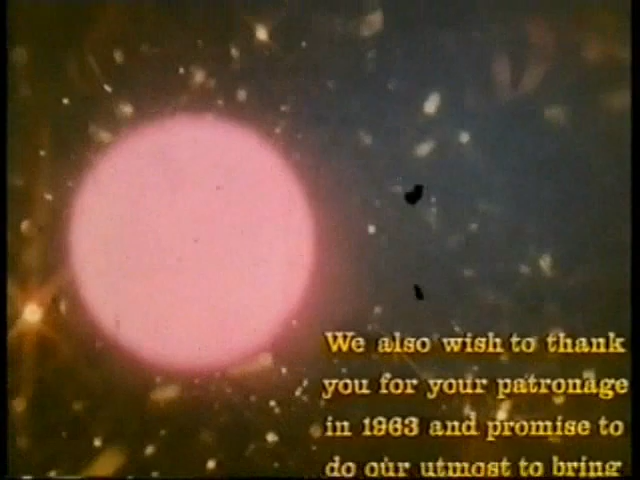 We also wish to thank
you for your patronage
in 1963 and promise to
do our utmost to bring